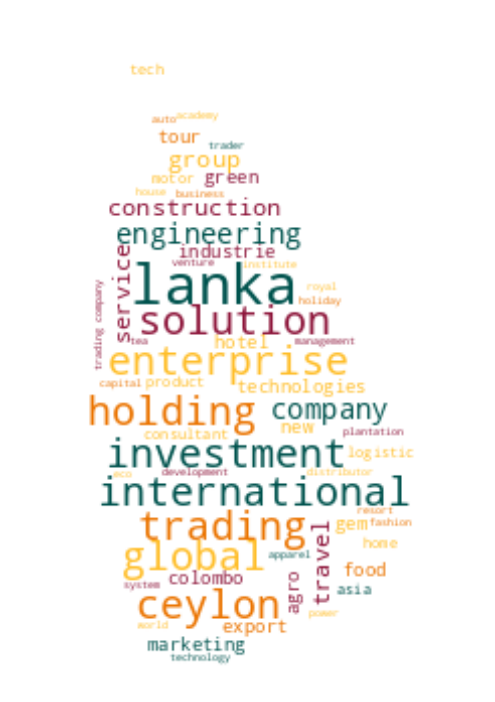 tech
auto academy
tour trader
group
motor green
house business
construction
engineering
industrie
service venture institute
lanka royal
holiday
trading company solution
tea hotel management
enterprise
capital product technologies
holding company
new
consultant plantation
investment logistic
eco development distributor
international
resort
trading gem fashion
travel home
global apparel
system colombo agro food
asia
ceylon
world export power
marketing
technology